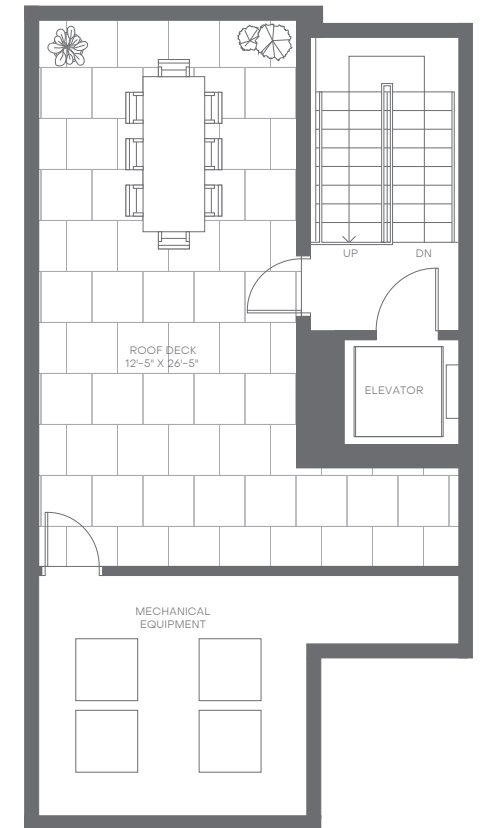 UP
DN
ROOF DECK
12'-5" X 26'-5"
ELEVATOR
MECHANICAL
EQUIPMENT